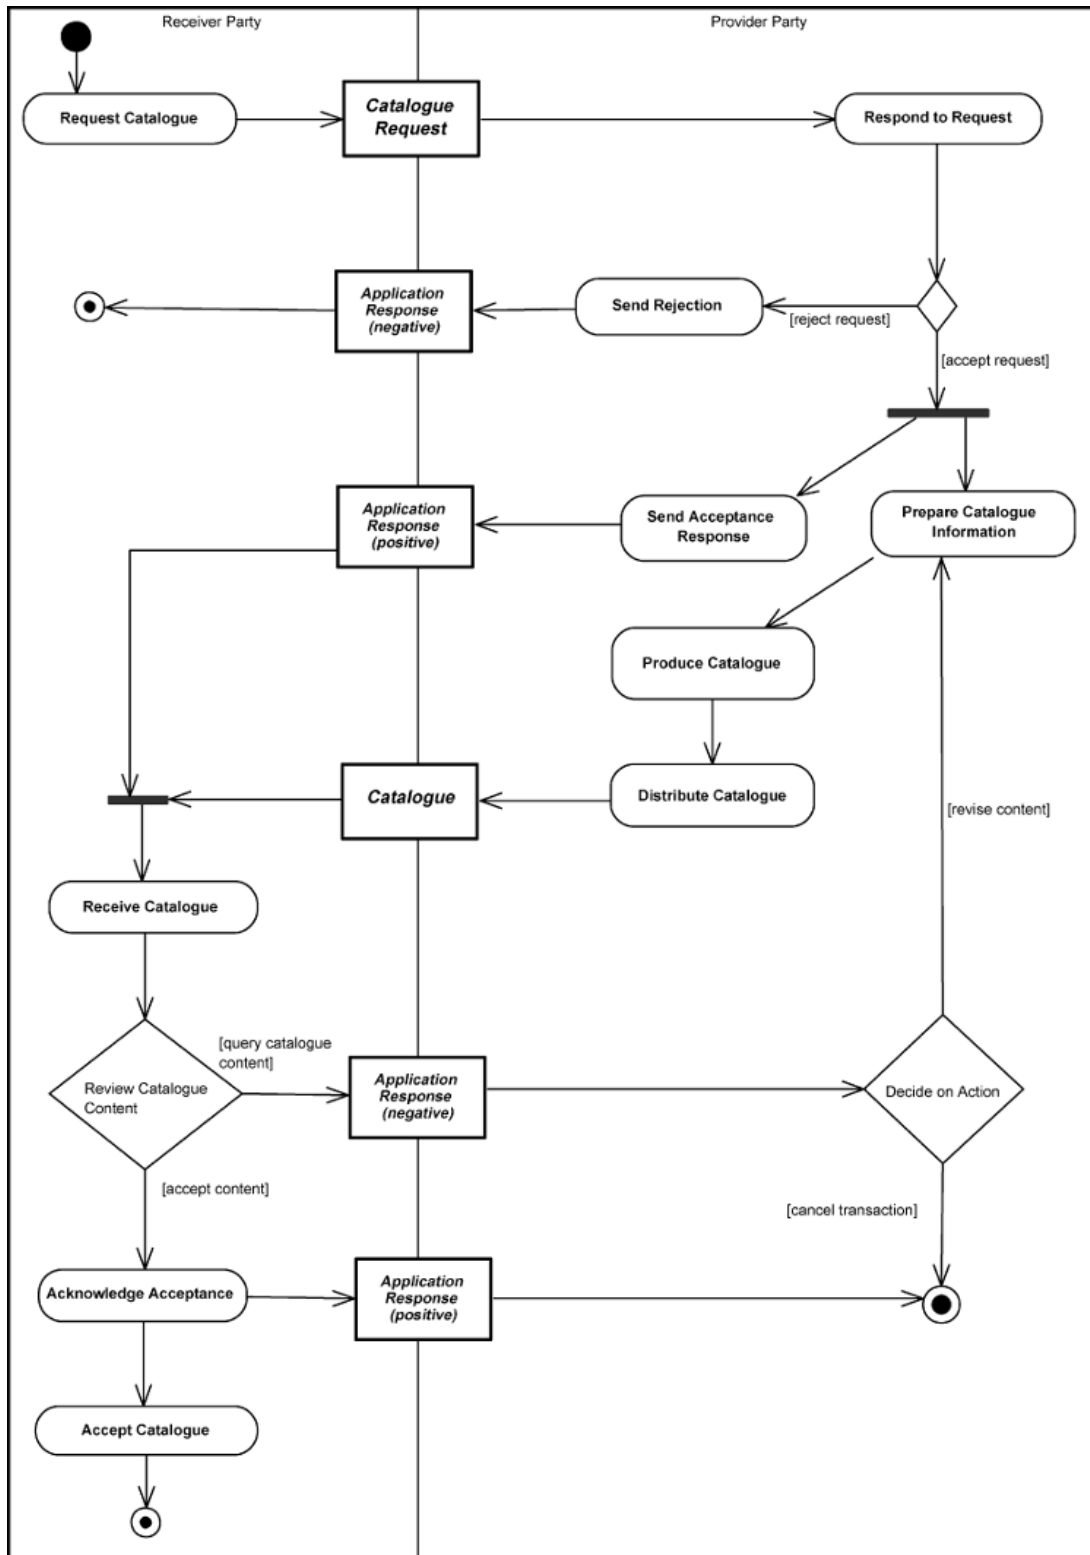 Receiver Party
Provider Party
Request Catalogue
Catalogue
Request
Respond to Request
Application
Response
(negative)
Send Rejection
[reject request]
[accept request]
Application
Response
(positive)
Send Acceptance
Response
Prepare Catalogue
Information
Produce Catalogue
Catalogue
Distribute Catalogue
[revise content]
Receive Catalogue
[query catalogue
content]
Review Catalogue
Content
Application
Response
(negative)
Decide on Action
[accept content]
[cancel transaction]
Acknowledge Acceptance
Application
Response
(positive)
Accept Catalogue